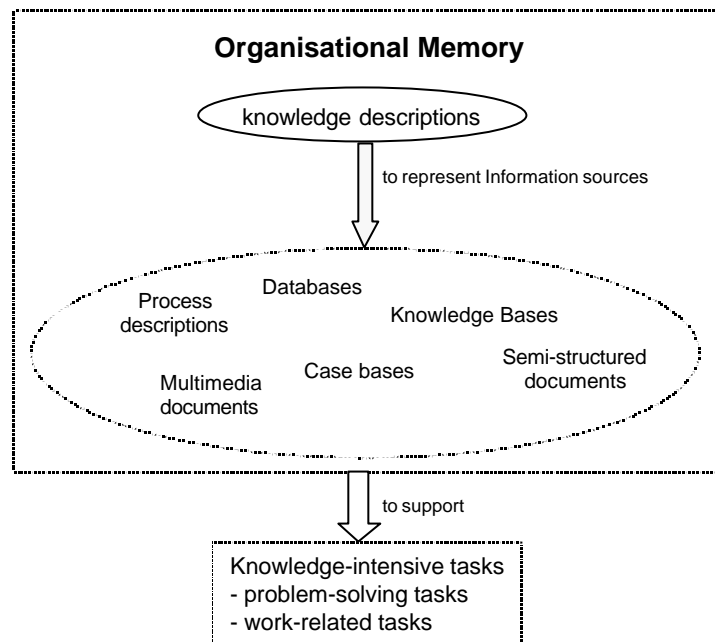 Organisational Memory
knowledge descriptions
to represent Information sources
Databases
Process
descriptions
Knowledge Bases
Semi-structured
documents
Case bases
Multimedia
documents
to support
Knowledge-intensive tasks
- problem-solving tasks
- work-related tasks